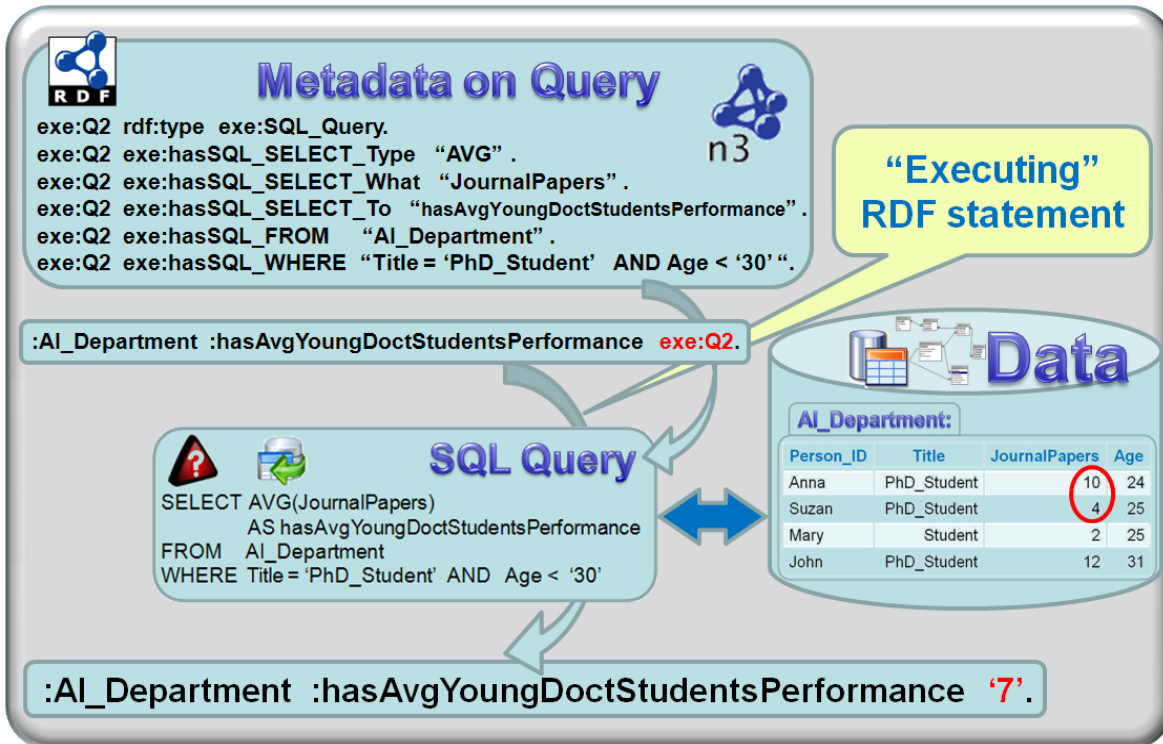 RDF
Metadata on Query
n3
exe:Q2 rdf:type exe:SQL_Query.
exe:Q2 exe:hasSQL_SELECT_Type “AVG” .
exe:Q2 exe:hasSQL_SELECT_What “JournalPapers” .
exe:Q2 exe:hasSQL_SELECT_To “hasAvgYoungDoctStudentsPerformance” .
exe:Q2 exe:hasSQL_FROM “AI_Department” .
exe:Q2 exe:hasSQL_WHERE “Title = ‘PhD_Student’ AND Age < ‘30’ “.
“Executing”
RDF statement
:AI_Department :hasAvgYoungDoctStudentsPerformance exe:Q2.
Data
AI_Department:
Person_ID Title JournalPapers Age
Anna PhD_Student 10 24
Suzan PhD_Student 4 25
Mary Student 2 25
John PhD_Student 12 31
?
SQL Query
SELECT AVG(JournalPapers)
AS hasAvgYoungDoctStudentsPerformance
FROM AI_Department
WHERE Title = ‘PhD_Student’ AND Age < ‘30’
:AI_Department :hasAvgYoungDoctStudentsPerformance ‘7’.